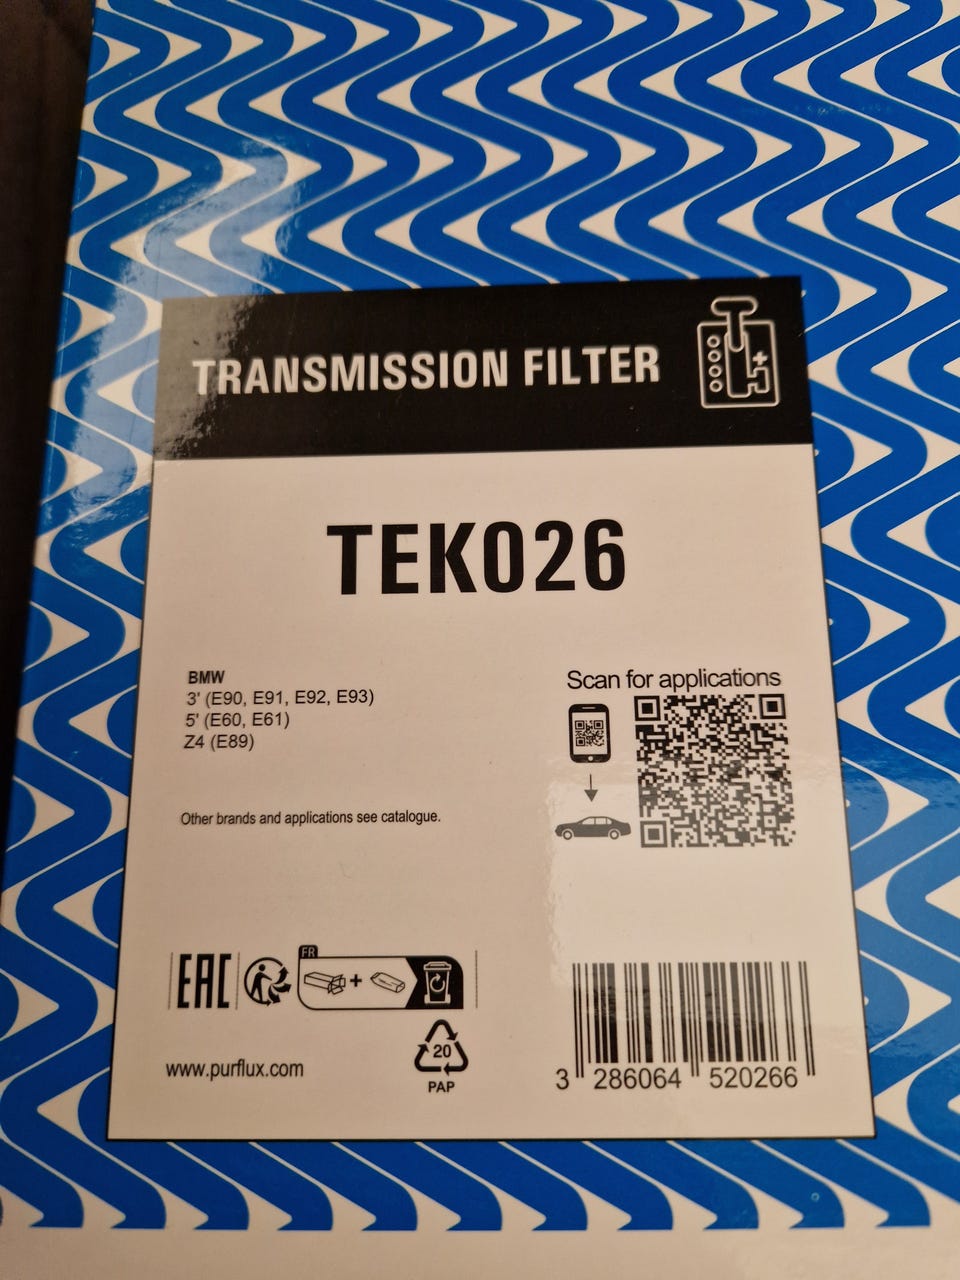 TRANSMISSION FILTER
TEK026
BMW
3' (E90, E91, E92, E93)
5' (E60, E61)
Z4 (E89)
Scan for applications
Other brands and applications see catalogue.
EAC
FR
20
PAP
www.purflux.com
3 286064 520266